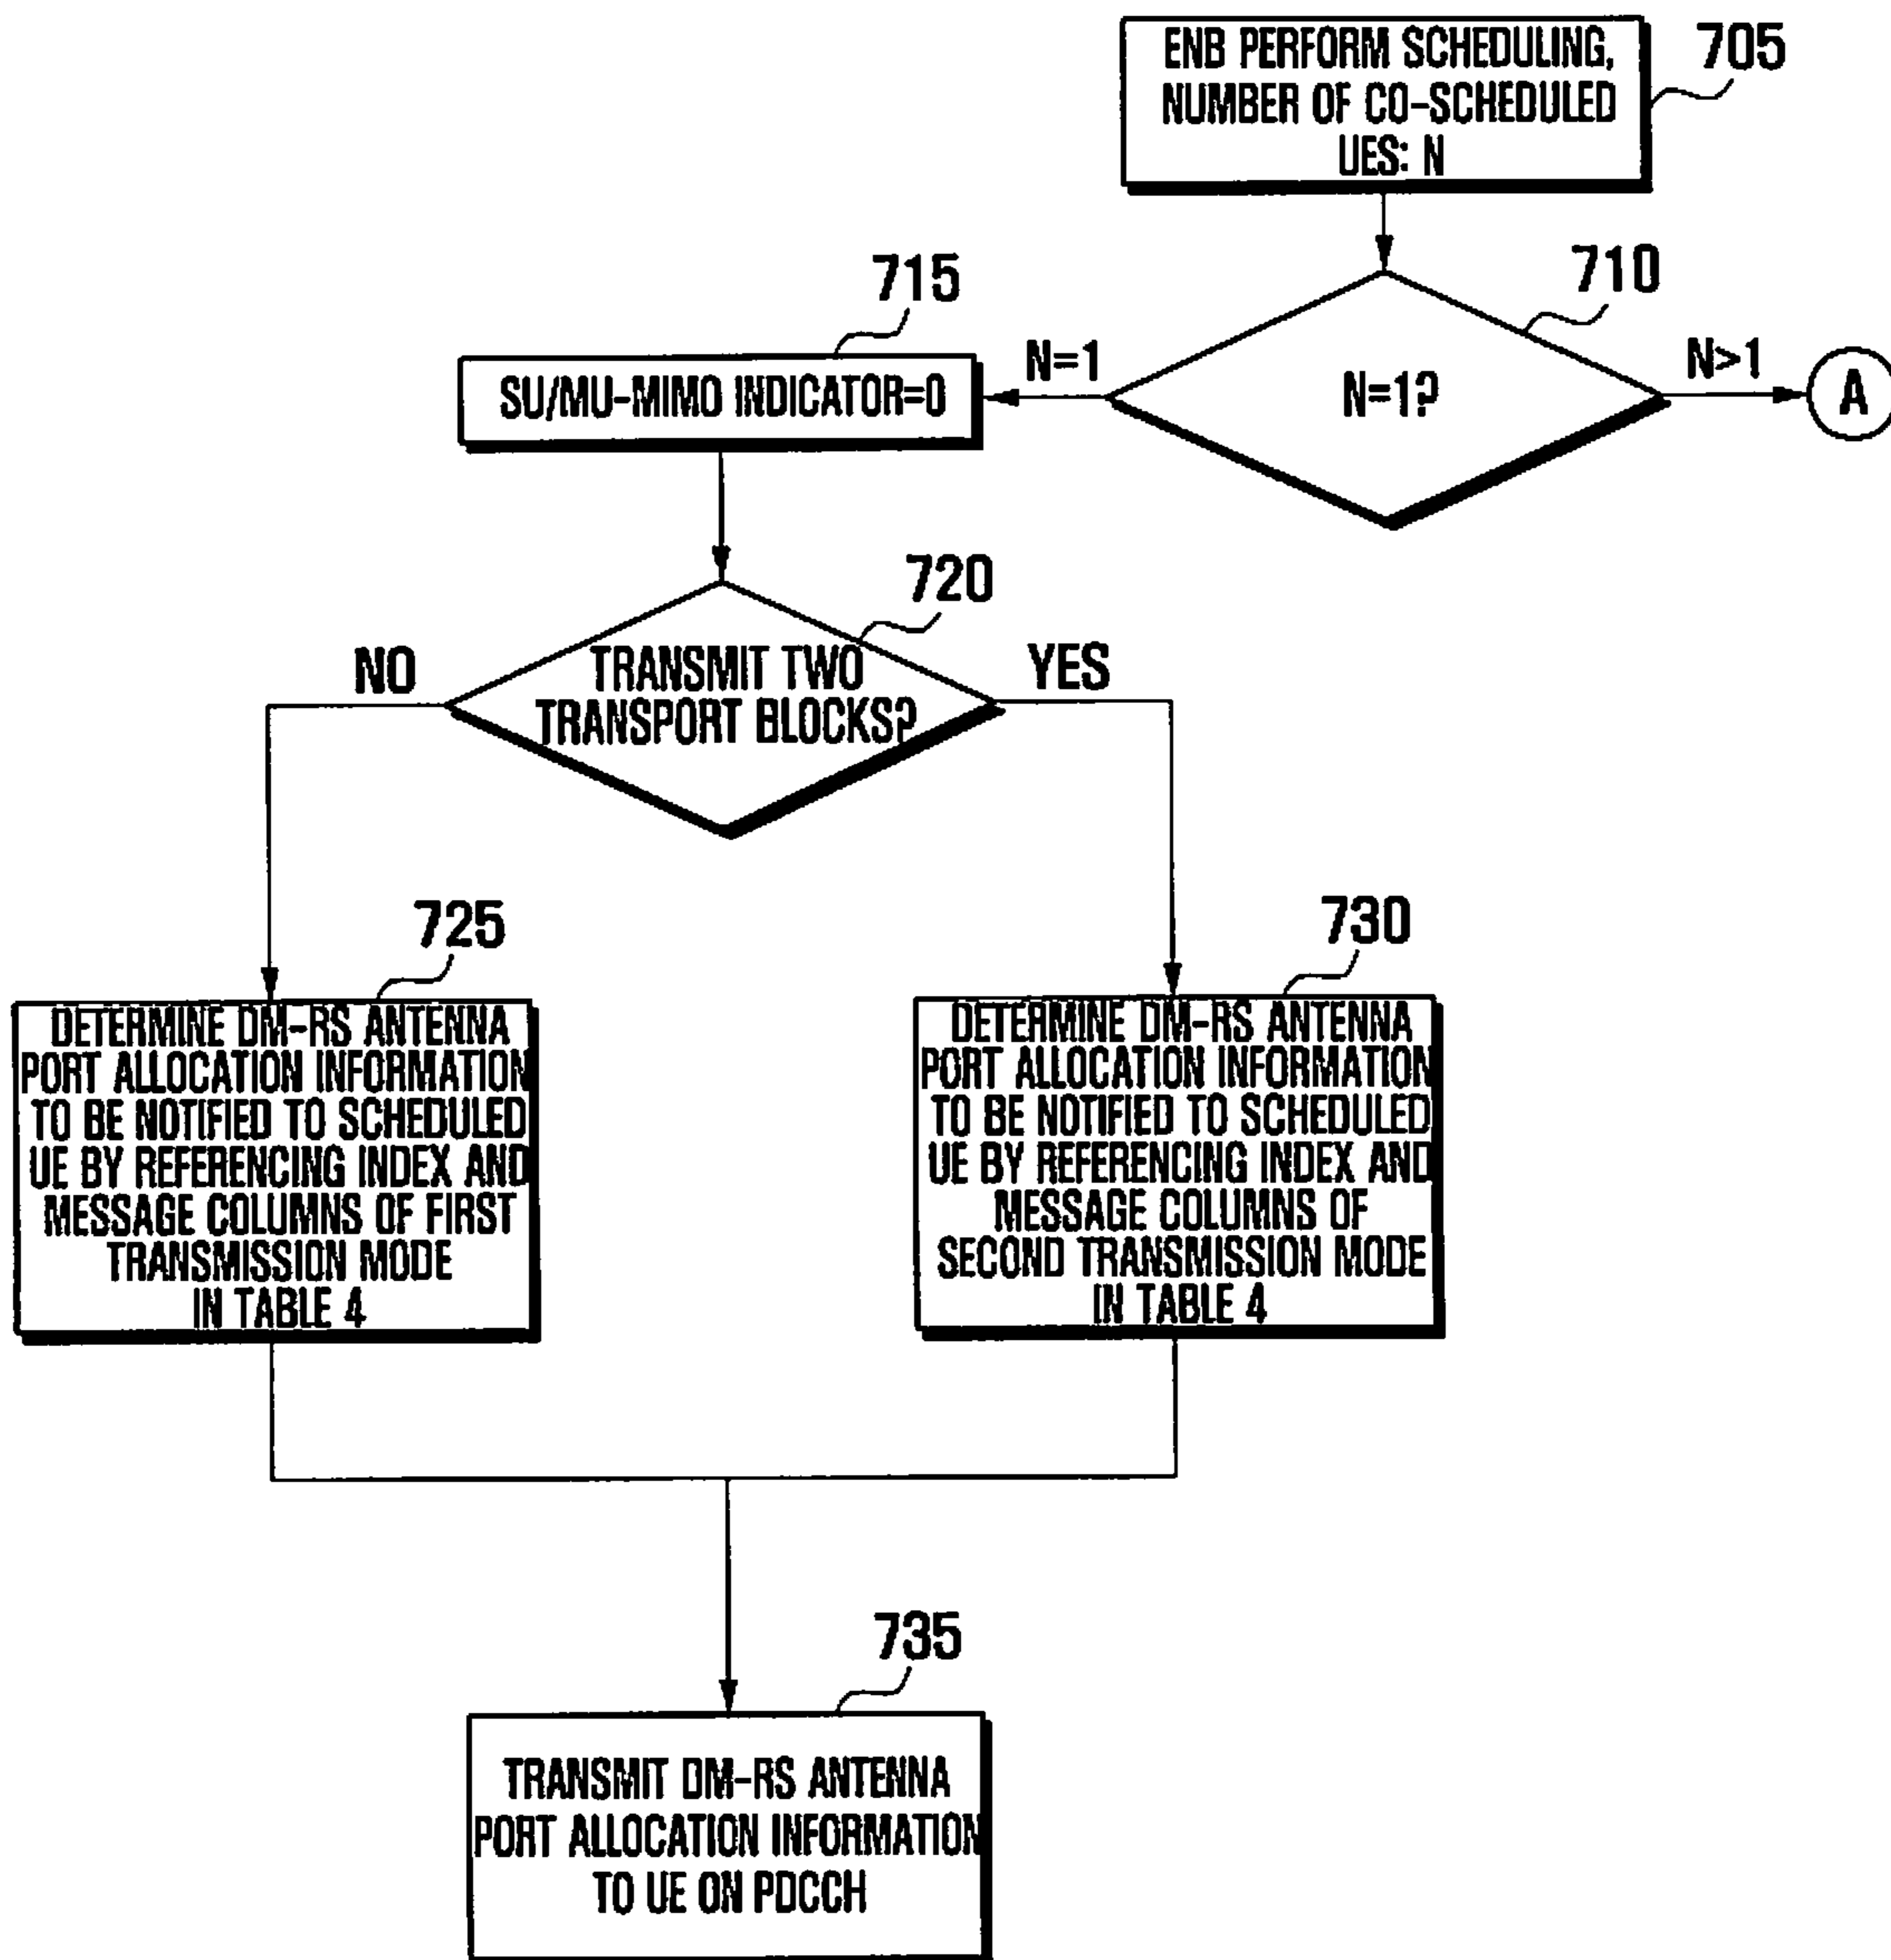 ENB PERFORM SCHEDULING,
NUMBER OF CO-SCHEDULED
UES: N
705
710
N=1?
N=1
N>1
A
715
SU/MU-MIMO INDICATOR=0
720
TRANSMIT TWO
TRANSPORT BLOCKS?
NO
YES
725
DETERMINE DM-RS ANTENNA
PORT ALLOCATION INFORMATION
TO BE NOTIFIED TO SCHEDULED
UE BY REFERENCING INDEX AND
MESSAGE COLUMNS OF FIRST
TRANSMISSION MODE
IN TABLE 4
730
DETERMINE DM-RS ANTENNA
PORT ALLOCATION INFORMATION
TO BE NOTIFIED TO SCHEDULED
UE BY REFERENCING INDEX AND
MESSAGE COLUMNS OF
SECOND TRANSMISSION MODE
IN TABLE 4
735
TRANSMIT DM-RS ANTENNA
PORT ALLOCATION INFORMATION
TO UE ON PDCCH